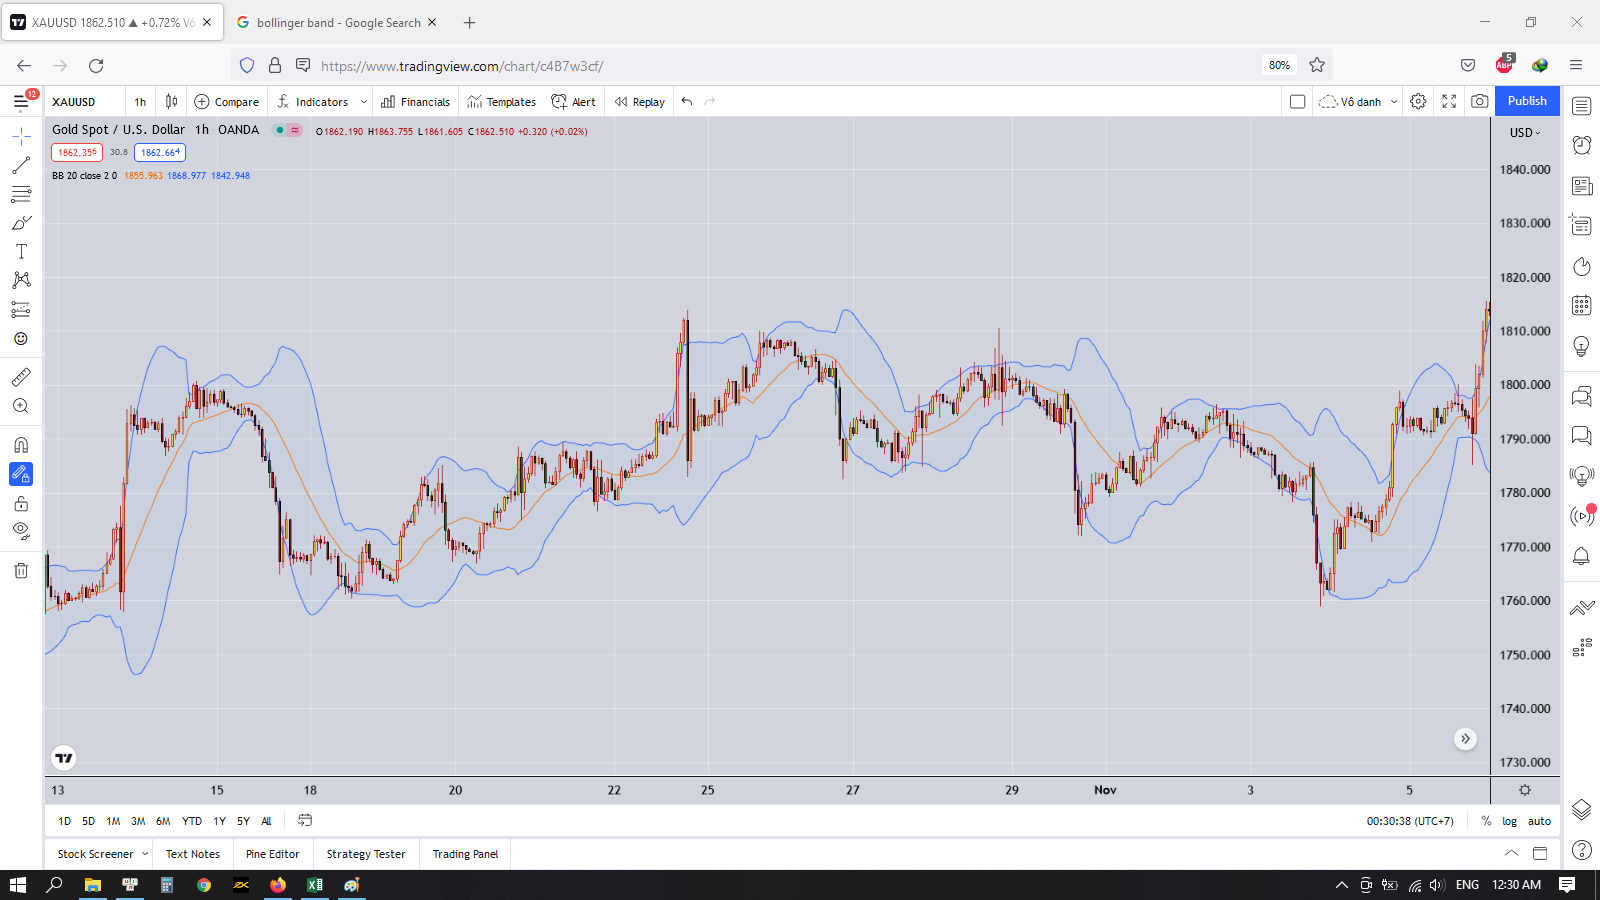 XAUUSD 1862.510 ▲ +0.72% Vô
bollinger band - Google Search
https://www.tradingview.com/chart/c4B7w3cf/
80%
5
ABP
12
XAUUSD
1h
Compare
Indicators
Financials
Templates
Alert
Replay
Vô danh
Publish
Gold Spot / U.S. Dollar 1h OANDA
O1862.190 H1863.755 L1861.605 C1862.510 +0.320 (+0.02%)
USD
1862.356
30.8
1862.664
BB 20 close 2 0 1855.963 1868.977 1842.948
1840.000
1830.000
1820.000
1810.000
1800.000
1790.000
1780.000
1770.000
1760.000
1750.000
1740.000
1730.000
13 15 18 20 22 25 27 29 Nov 3 5
1D 5D 1M 3M 6M YTD 1Y 5Y All
00:30:38 (UTC+7)
% log auto
Stock Screener
Text Notes
Pine Editor
Strategy Tester
Trading Panel
ENG
12:30 AM